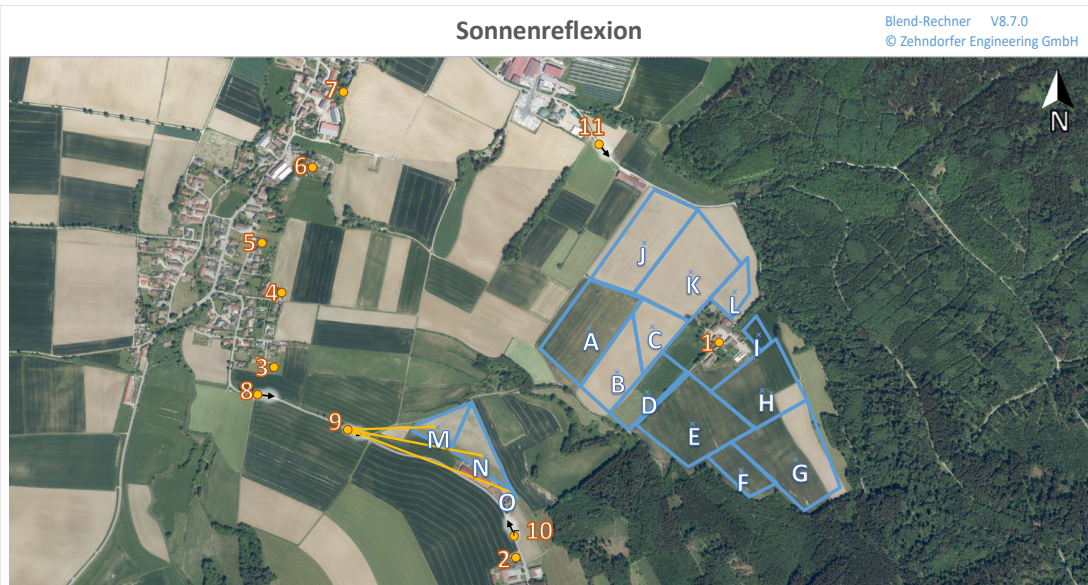 Sonnenreflexion
Blend-Rechner V8.7.0
© Zehndorfer Engineering GmbH
7
11
N
6
5
J
4
K
L
A
C
1
I
B
3
8
D
H
9
M
E
N
G
F
O
10
2